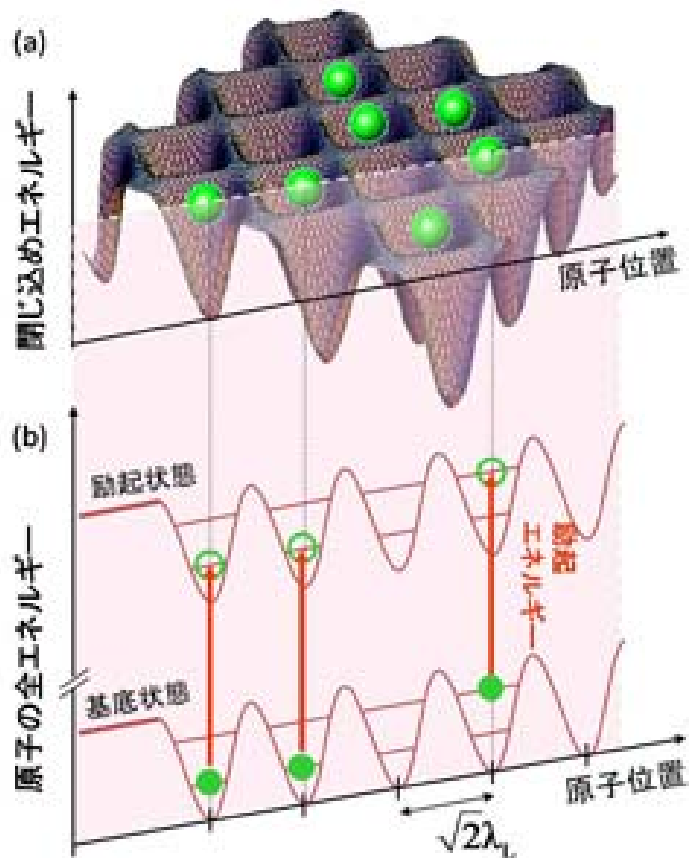 (a)
閉じ込めエネルギー
原子位置
(b)
励起状態
励起
エネルギー
原子の全エネルギー
基底状態
原子位置
√2λ_L